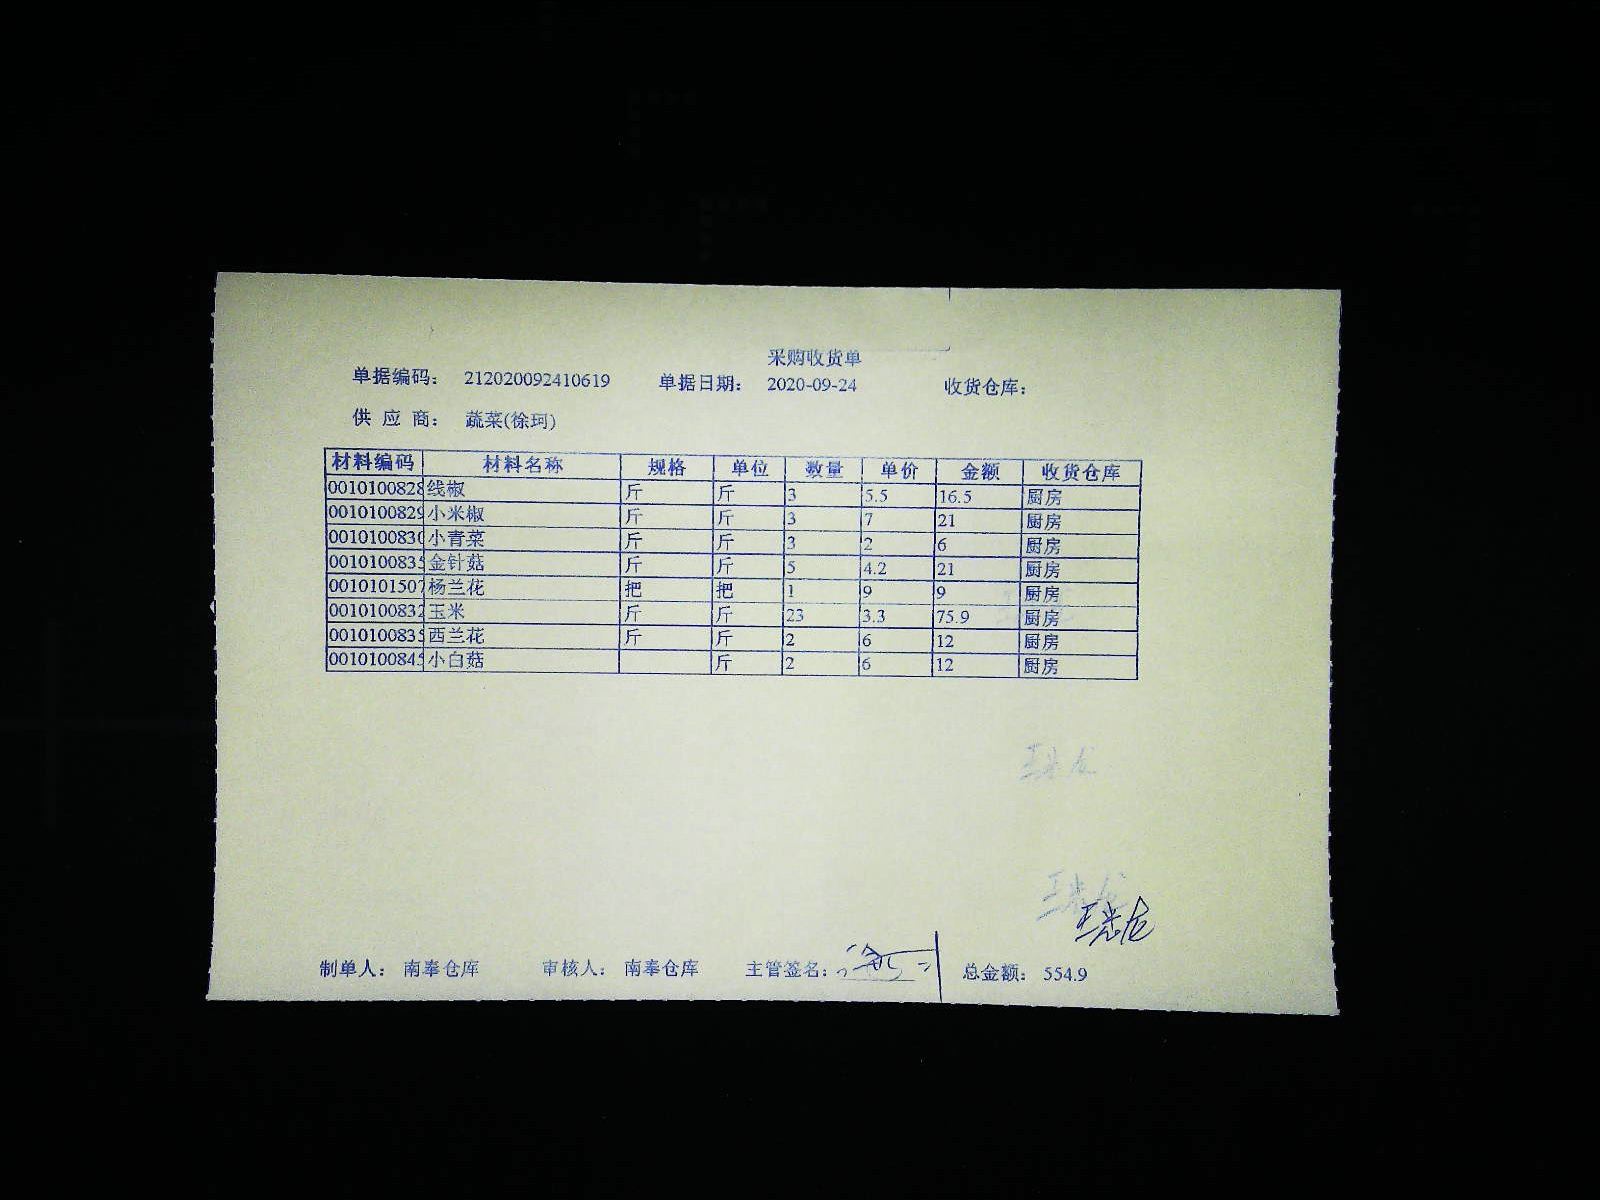 采购收货单
单据编码： 212020092410619 单据日期： 2020-09-24 收货仓库：
供 应 商： 蔬菜(徐珂)
材料编码 材料名称 规格 单位 数量 单价 金额 收货仓库
0010100828 线椒 斤 斤 3 5.5 16.5 厨房
0010100829 小米椒 斤 斤 3 7 21 厨房
0010100830 小青菜 斤 斤 3 2 6 厨房
0010100835 金针菇 斤 斤 5 4.2 21 厨房
0010101507 杨兰花 把 把 1 9 9 厨房
0010100832 玉米 斤 斤 23 3.3 75.9 厨房
0010100835 西兰花 斤 斤 2 6 12 厨房
0010100845 小白菇 斤 2 6 12 厨房
制单人： 南奉仓库 审核人： 南奉仓库 主管签名： 总金额： 554.9